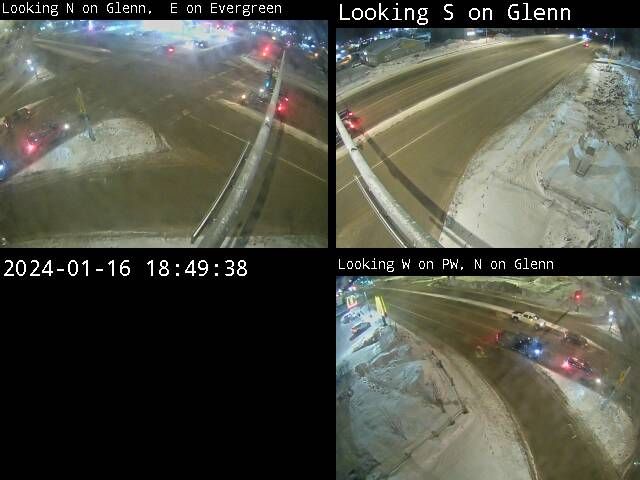 Looking N on Glenn, E on Evergreen
Looking S on Glenn
2024-01-16 18:49:38
Looking W on PW, N on Glenn